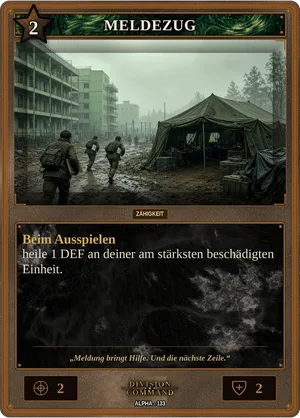 2
MELDEZUG
ZÄHIGKEIT
Beim Ausspielen
heile 1 DEF an deiner am stärksten beschädigten
Einheit.
„Meldung bringt Hilfe. Und die nächste Zeile.“
2
DIVISION
COMMAND
ALPHA · 133
2